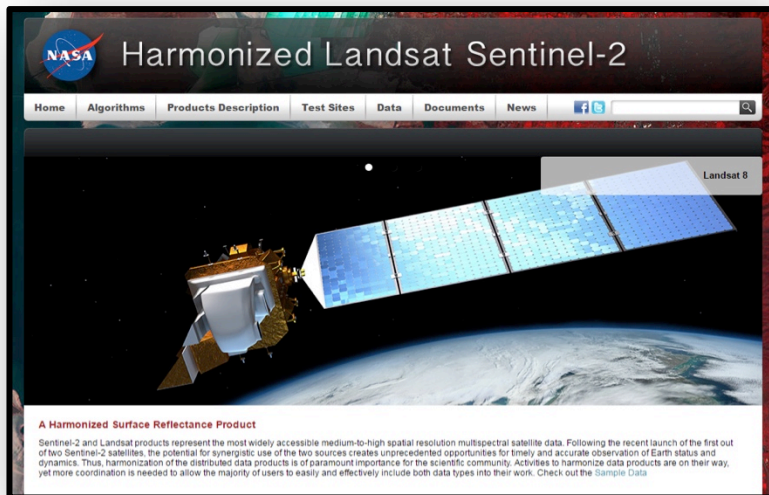 NASA
Harmonized Landsat Sentinel-2
Home Algorithms Products Description Test Sites Data Documents News
Landsat 8
A Harmonized Surface Reflectance Product
Sentinel-2 and Landsat products represent the most widely accessible medium-to-high spatial resolution multispectral satellite data. Following the recent launch of the first out
of two Sentinel-2 satellites, the potential for synergistic use of the two sources creates unprecedented opportunities for timely and accurate observation of Earth status and
dynamics. Thus, harmonization of the distributed data products is of paramount importance for the scientific community. Activities to harmonize data products are on their way,
yet more coordination is needed to allow the majority of users to easily and effectively include both data types into their work. Check out the Sample Data